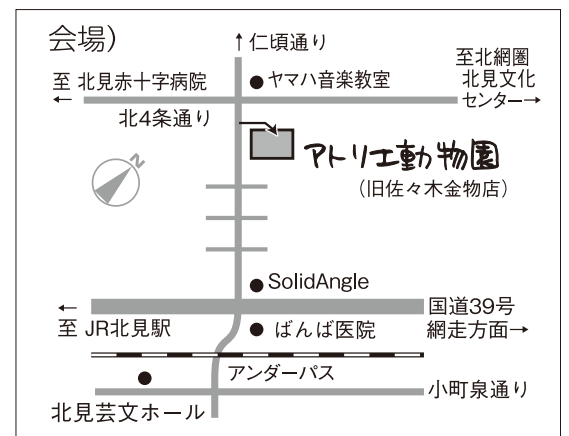 会場)
↑仁頃通り
至 北見赤十字病院
←
ヤマハ音楽教室
至北網圏
北見文化
センター→
北4条通り
アトリエ動物園
(旧佐々木金物店)
N
SolidAngle
←
至 JR北見駅
国道39号
網走方面→
ばんば医院
アンダーパス
小町泉通り
北見芸文ホール